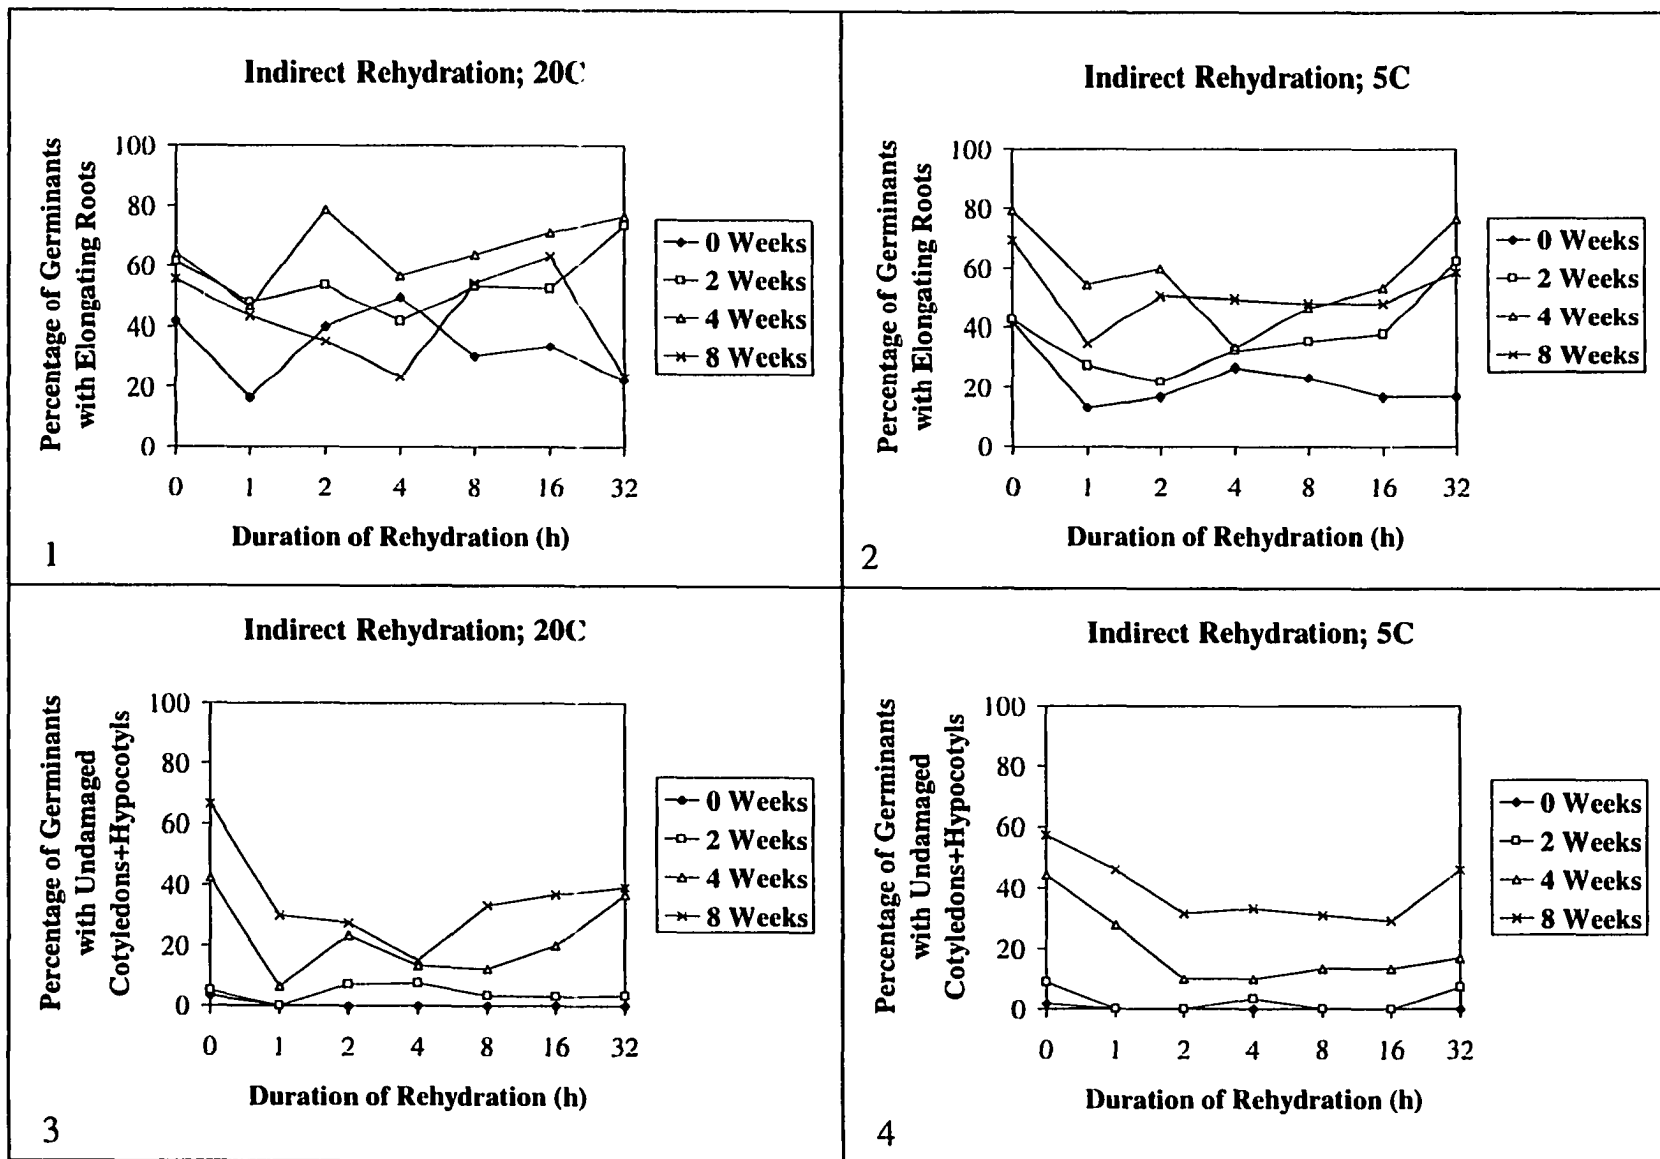 Indirect Rehydration; 20C
Percentage of Germinants
with Elongating Roots
100
80
60
40
20
0
0 1 2 4 8 16 32
Duration of Rehydration (h)
0 Weeks
2 Weeks
4 Weeks
8 Weeks
1
Indirect Rehydration; 5C
Percentage of Germinants
with Elongating Roots
100
80
60
40
20
0
0 1 2 4 8 16 32
Duration of Rehydration (h)
0 Weeks
2 Weeks
4 Weeks
8 Weeks
2
Indirect Rehydration; 20C
Percentage of Germinants
with Undamaged
Cotyledons+Hypocotyls
100
80
60
40
20
0
0 1 2 4 8 16 32
Duration of Rehydration (h)
0 Weeks
2 Weeks
4 Weeks
8 Weeks
3
Indirect Rehydration; 5C
Percentage of Germinants
with Undamaged
Cotyledons+Hypocotyls
100
80
60
40
20
0
0 1 2 4 8 16 32
Duration of Rehydration (h)
0 Weeks
2 Weeks
4 Weeks
8 Weeks
4